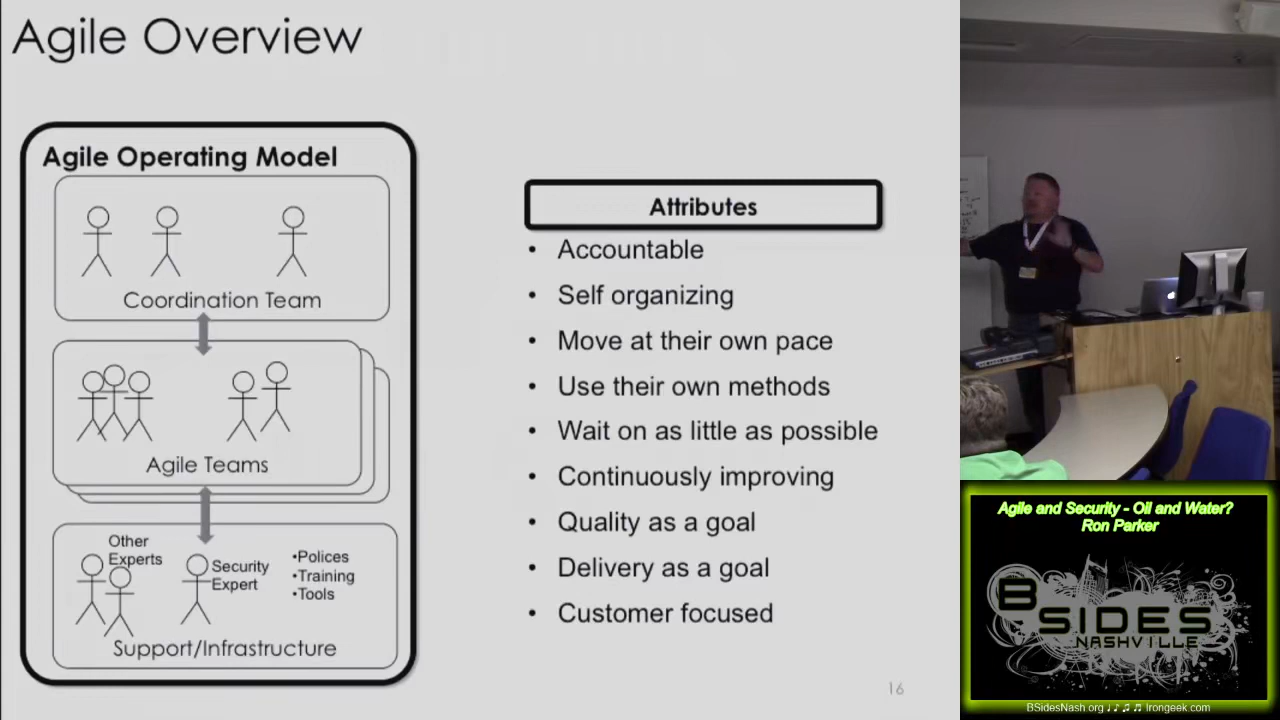 Agile Overview
Agile Operating Model
Coordination Team
Agile Teams
Other
Experts
Security
Expert
•Polices
•Training
•Tools
Support/Infrastructure
Attributes
• Accountable
• Self organizing
• Move at their own pace
• Use their own methods
• Wait on as little as possible
• Continuously improving
• Quality as a goal
• Delivery as a goal
• Customer focused
16
Agile and Security - Oil and Water?
Ron Parker
BSIDES
NASHVILLE
BSidesNash.org ♩♪♫♬ Irongeek.com